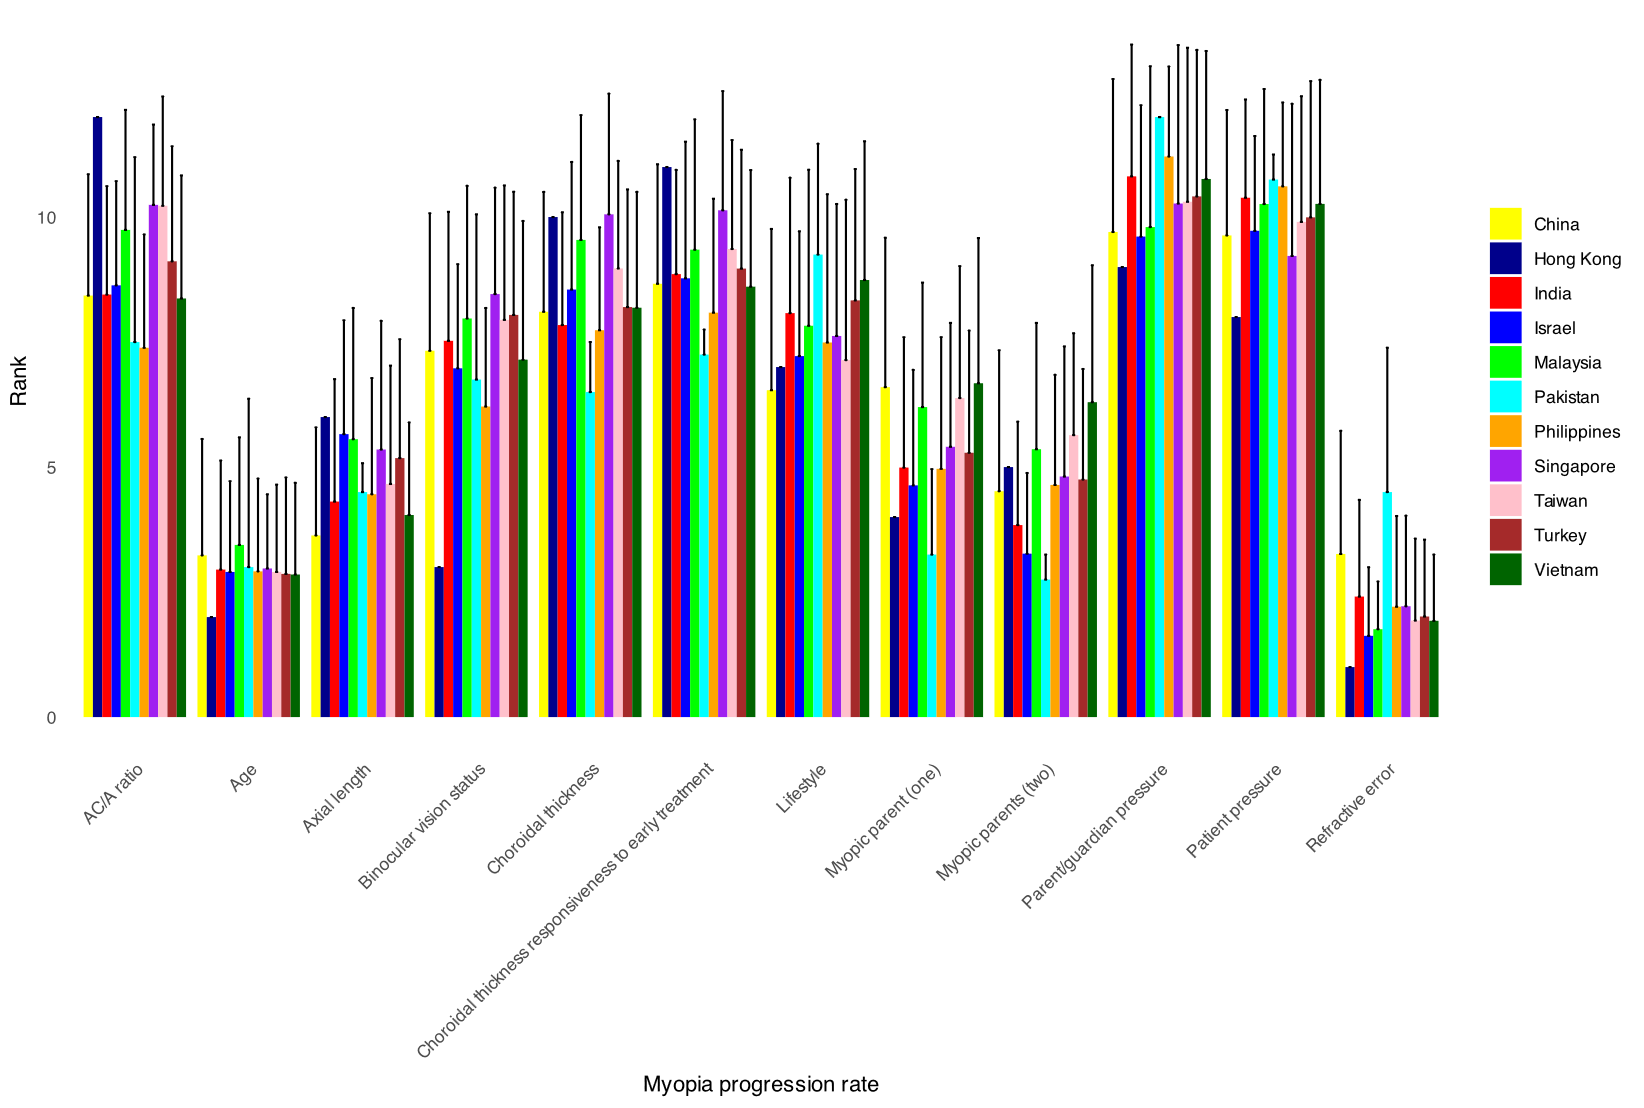 Rank
10
5
0
AC/A ratio
Age
Axial length
Binocular vision status
Choroidal thickness
Choroidal thickness responsiveness to early treatment
Lifestyle
Myopic parent (one)
Myopic parents (two)
Parent/guardian pressure
Patient pressure
Refractive error
Myopia progression rate
China
Hong Kong
India
Israel
Malaysia
Pakistan
Philippines
Singapore
Taiwan
Turkey
Vietnam